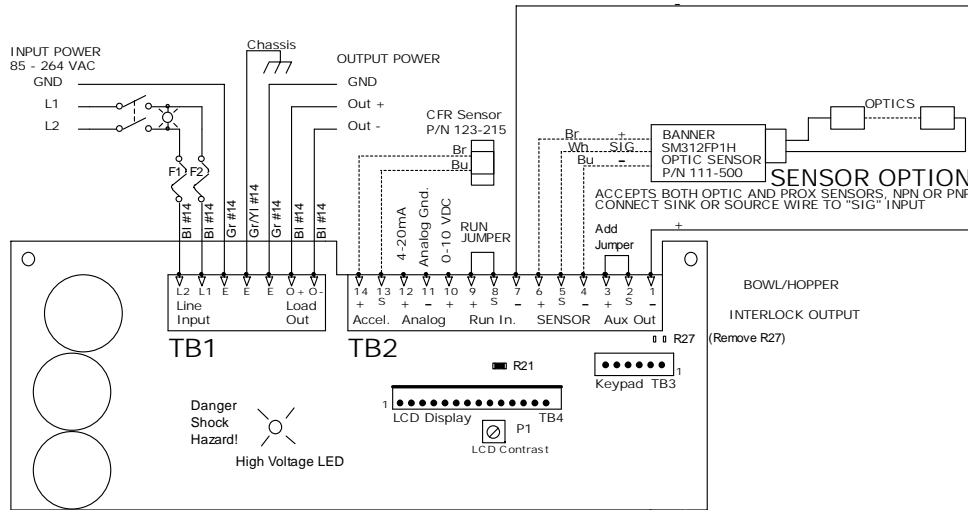 -
INPUT POWER
85 - 264 VAC
GND
L1
L2
Chassis
OUTPUT POWER
GND
Out +
Out -
CFR Sensor
P/N 123-215
Br
Bu
Br +
Wh SIG
Bu -
BANNER
SM312FP1H
OPTIC SENSOR
P/N 111-500
OPTICS
SENSOR OPTION
ACCEPTS BOTH OPTIC AND PROX SENSORS, NPN OR PNP
CONNECT SINK OR SOURCE WIRE TO "SIG" INPUT
F1 F2
Bl #14
Bl #14
Gr #14
Gr/Yl #14
Gr #14
Bl #14
Bl #14
4-20mA
Analog Gnd.
0-10 VDC
RUN
JUMPER
Add
Jumper
+
L2 L1 E E E O+ O-
Line
Input
Load
Out
TB1
14 13 12 11 10 9 8 7 6 5 4 3 2 1
+ S + - + + S - + S - + S -
Accel. Analog Run In. SENSOR Aux Out
TB2
BOWL/HOPPER
INTERLOCK OUTPUT
R27 (Remove R27)
R21
1
Keypad TB3
1
LCD Display TB4
P1
LCD Contrast
Danger
Shock
Hazard!
High Voltage LED